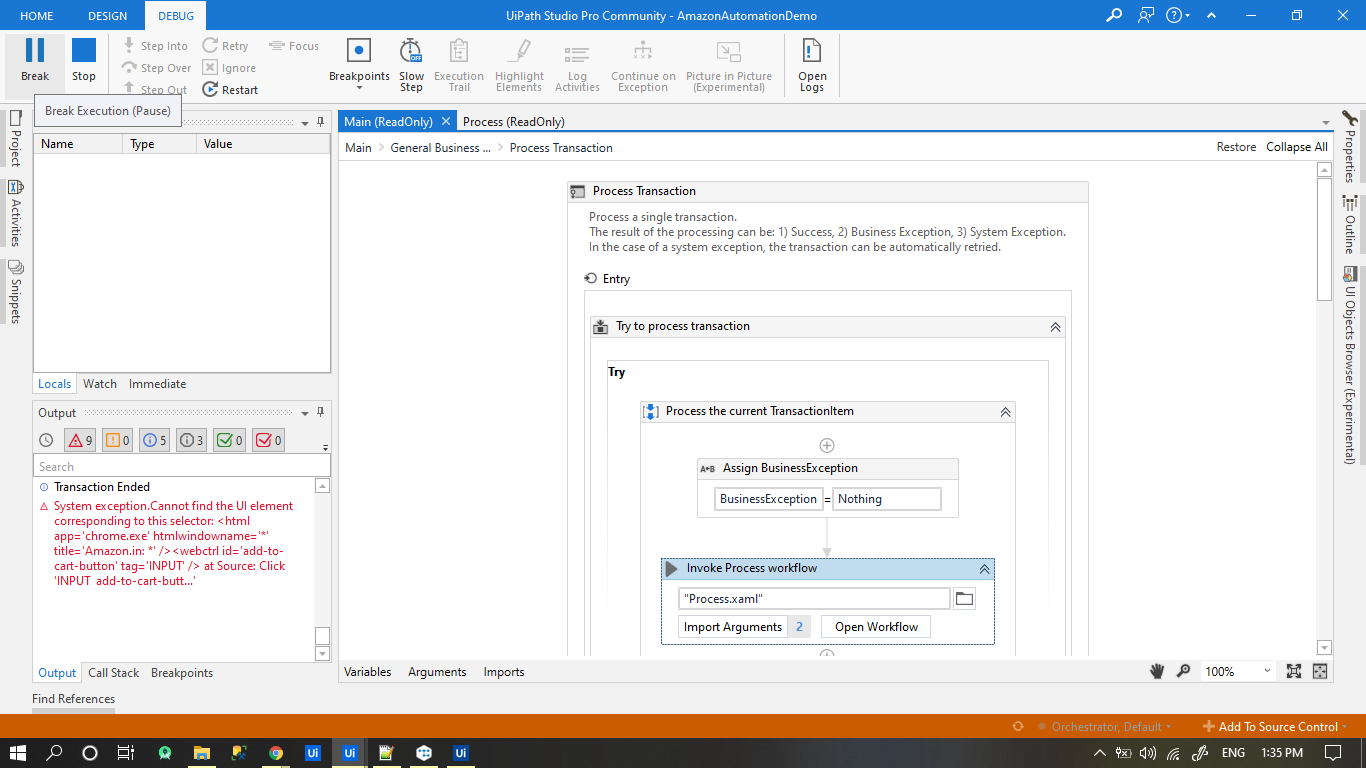 HOME DESIGN DEBUG UiPath Studio Pro Community - AmazonAutomationDemo
Break
Stop
Step Into
Step Over
Step Out
Retry
Ignore
Restart
Focus
Breakpoints
Slow
Step
OFF
Execution
Trail
Highlight
Elements
Log
Activities
Continue on
Exception
Picture in Picture
(Experimental)
Open
Logs
Break Execution (Pause)
Project
Activities
Snippets
Name Type Value
Locals Watch Immediate
Output
9 0 5 3 0 0
Search
Transaction Ended
System exception.Cannot find the UI element
corresponding to this selector: <html
app='chrome.exe' htmlwindowname='*'
title='Amazon.in: *' /><webctrl id='add-to-
cart-button' tag='INPUT' /> at Source: Click
'INPUT  add-to-cart-butt...'
Output Call Stack Breakpoints
Find References
Main (ReadOnly) Process (ReadOnly)
Main > General Business ... > Process Transaction
Restore Collapse All
Process Transaction
Process a single transaction.
The result of the processing can be: 1) Success, 2) Business Exception, 3) System Exception.
In the case of a system exception, the transaction can be automatically retried.
Entry
Try to process transaction
Try
Process the current TransactionItem
A*B Assign BusinessException
BusinessException = Nothing
Invoke Process workflow
"Process.xaml"
Import Arguments 2 Open Workflow
Variables Arguments Imports
100%
Properties
Outline
UI Objects Browser (Experimental)
Orchestrator, Default
Add To Source Control
Ui Ui Ui
ENG 1:35 PM